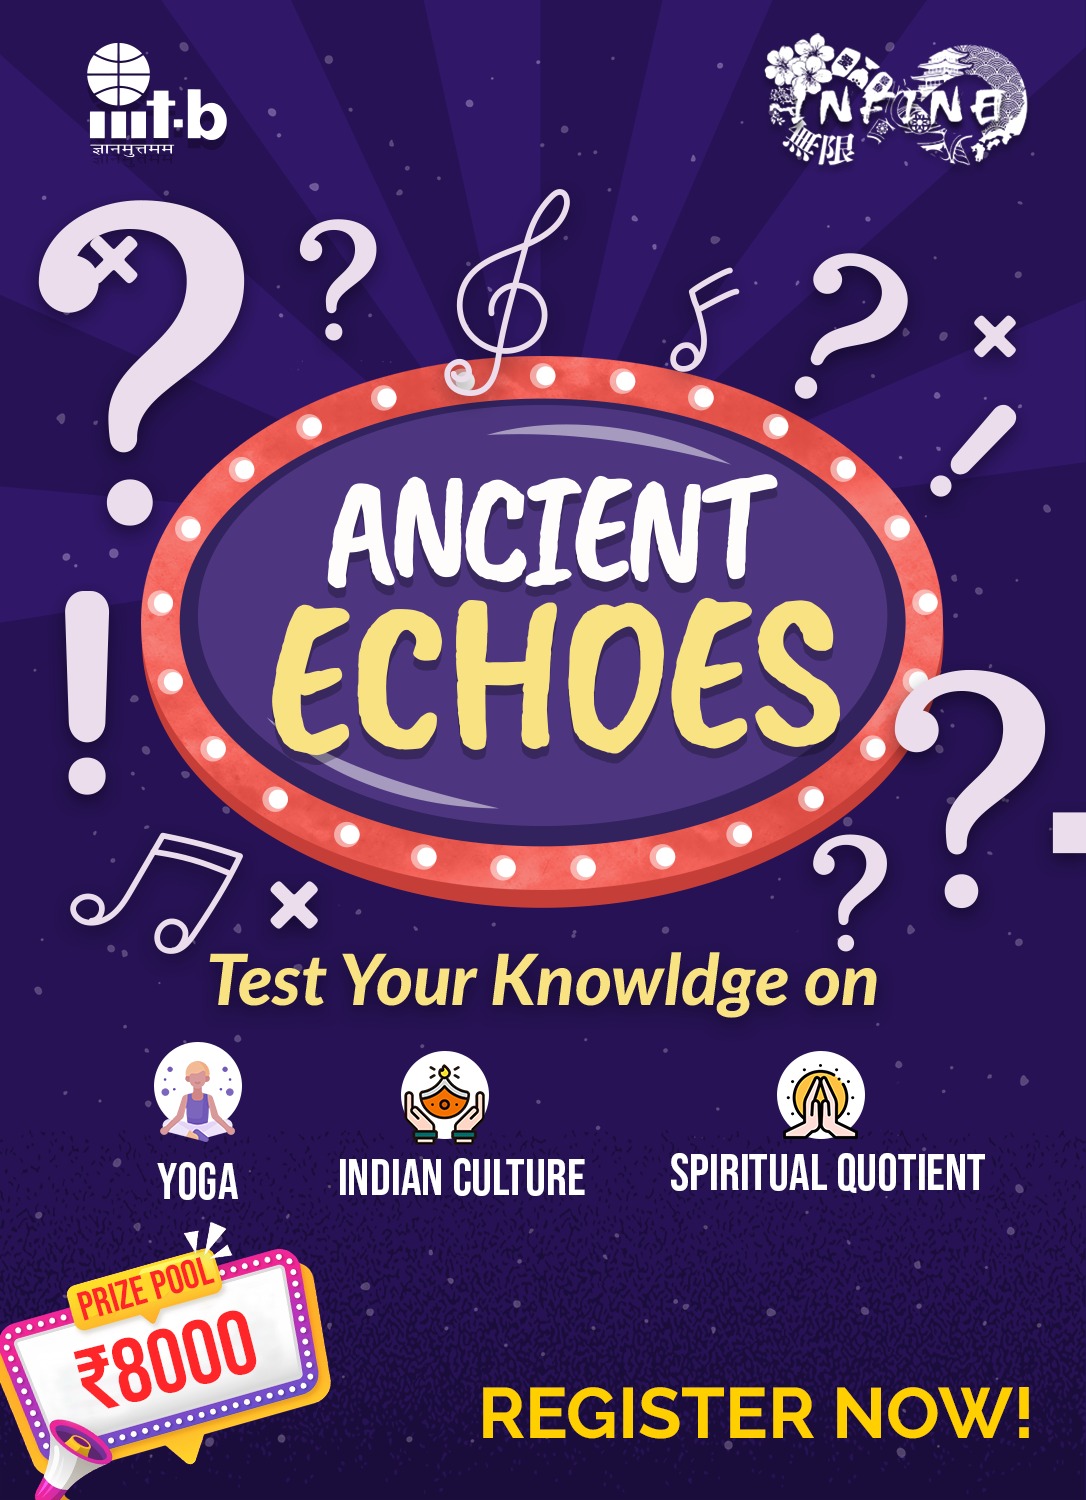 iiit-b
ज्ञानमुत्तमम
INFIN8
無限
ANCIENT
ECHOES
Test Your Knowldge on
YOGA
INDIAN CULTURE
SPIRITUAL QUOTIENT
PRIZE POOL
₹8000
REGISTER NOW!